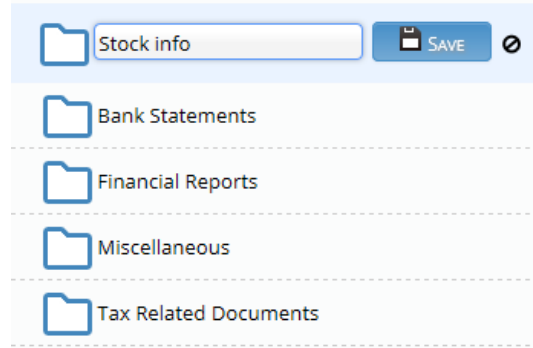 Stock info SAVE
Bank Statements
Financial Reports
Miscellaneous
Tax Related Documents